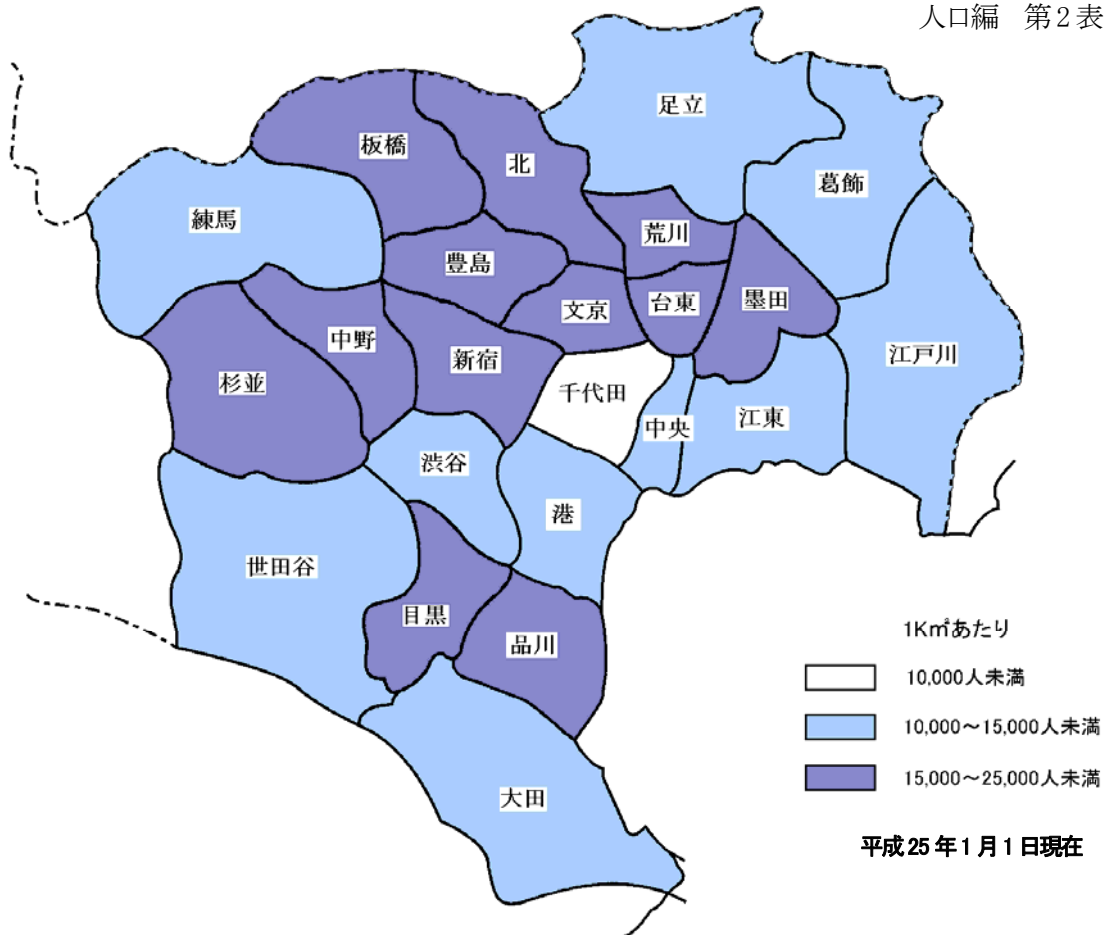 人口編 第2表
足立
板橋
北
葛飾
練馬
荒川
豊島
台東
墨田
文京
中野
新宿
江戸川
杉並
千代田
中央
江東
渋谷
港
世田谷
目黒
品川
大田
1K㎡あたり
10,000人未満
10,000～15,000人未満
15,000～25,000人未満
平成25年1月1日現在